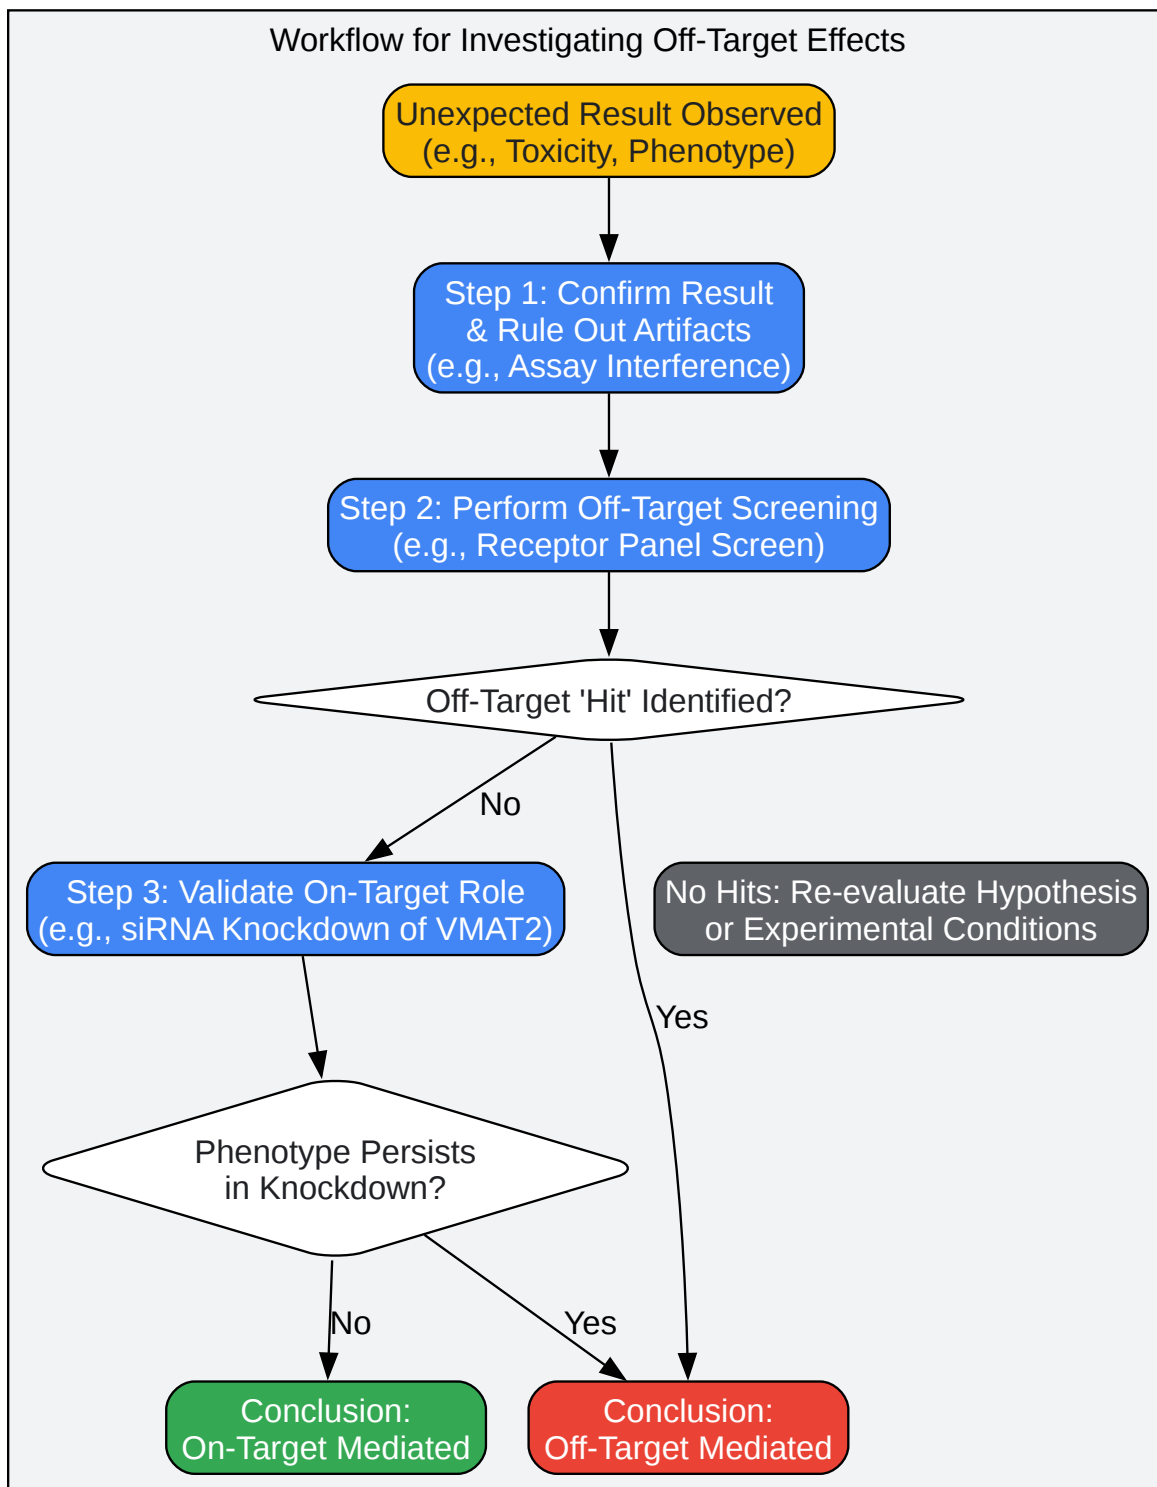 Workflow for Investigating Off-Target Effects
Unexpected Result Observed
(e.g., Toxicity, Phenotype)
Step 1: Confirm Result
& Rule Out Artifacts
(e.g., Assay Interference)
Step 2: Perform Off-Target Screening
(e.g., Receptor Panel Screen)
Off-Target 'Hit' Identified?
No
Step 3: Validate On-Target Role
(e.g., siRNA Knockdown of VMAT2)
No Hits: Re-evaluate Hypothesis
or Experimental Conditions
Yes
Phenotype Persists
in Knockdown?
No
Yes
Conclusion:
On-Target Mediated
Conclusion:
Off-Target Mediated